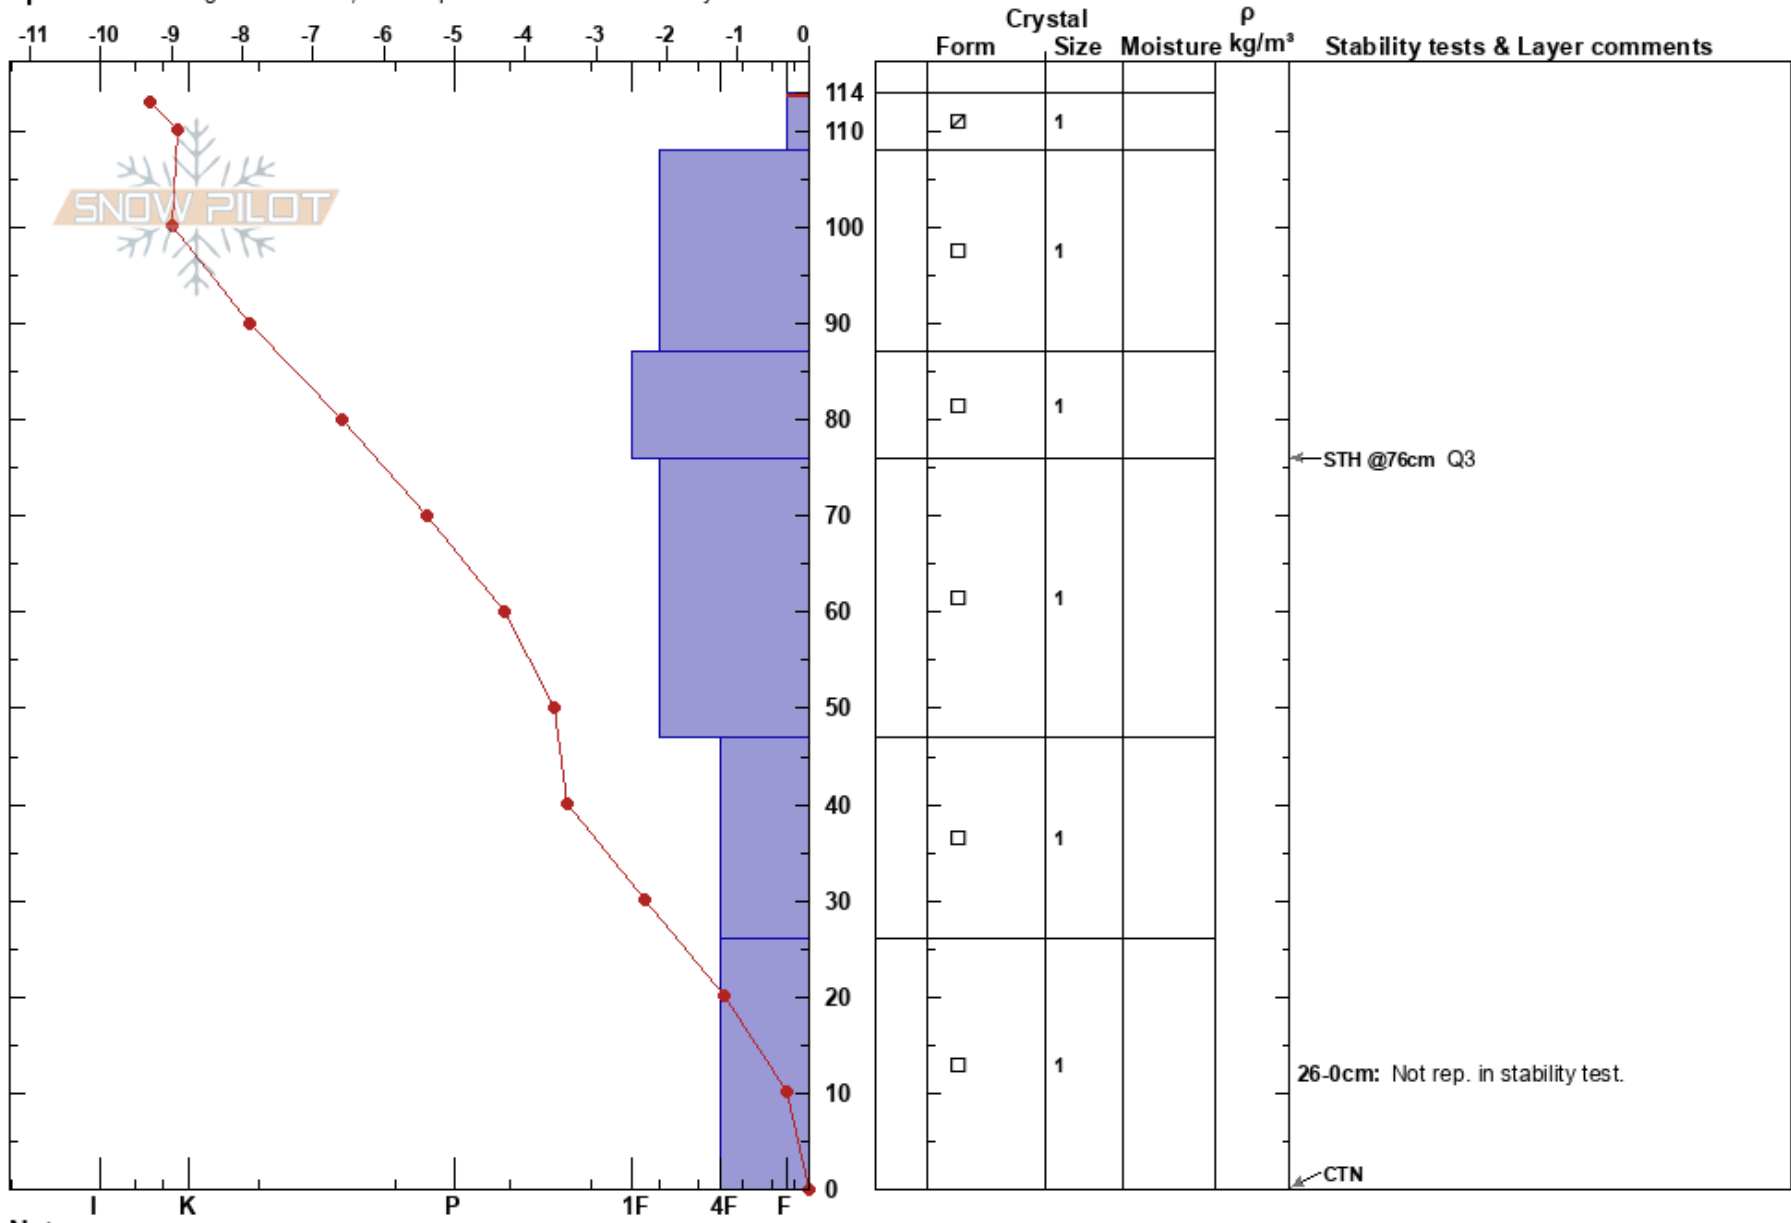 Crystal ρ
-11 -10 -9 -8 -7 -6 -5 -4 -3 -2 -1 0 Form Size Moisture kg/m³ Stability tests & Layer comments
114
110 1
SNOW PILOT
100
1
90
80 1
STH @76cm Q3
70
60 1
50
40
1
30
20
10 1 26-0cm: Not rep. in stability test.
CTN
0
I K P 1F 4F F